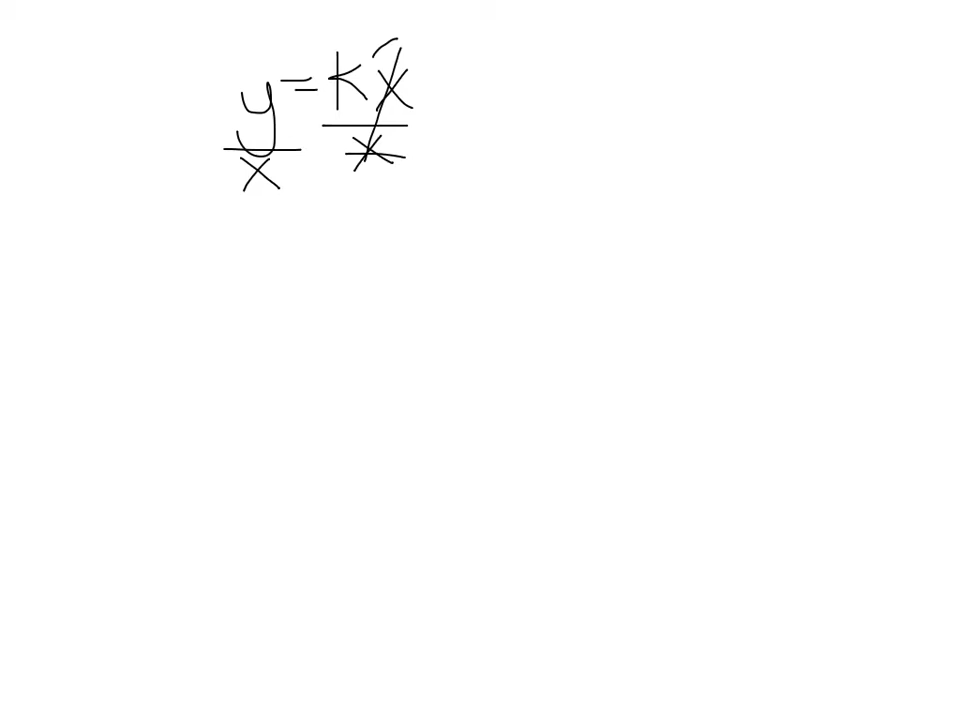 y = kx
x x